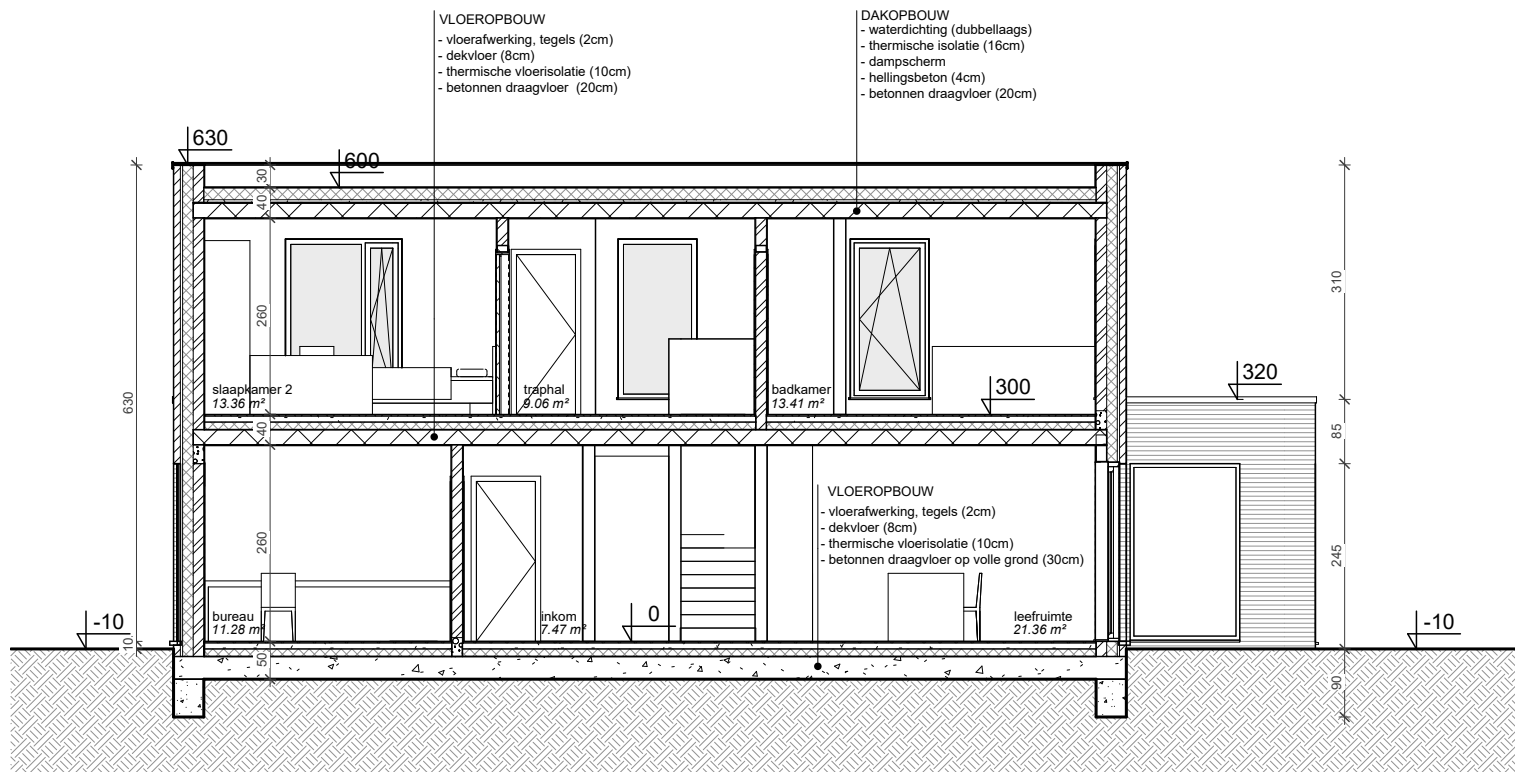 VLOEROPBOUW
- vloerafwerking, tegels (2cm)
- dekvloer (8cm)
- thermische vloerisolatie (10cm)
- betonnen draagvloer (20cm)
DAKOPBOUW
- waterdichting (dubbellaags)
- thermische isolatie (16cm)
- dampscherm
- hellingsbeton (4cm)
- betonnen draagvloer (20cm)
630
600
30
40
310
260
630
slaapkamer 2
13.36 m²
traphal
9.06 m²
badkamer
13.41 m²
300
320
40
85
VLOEROPBOUW
- vloerafwerking, tegels (2cm)
- dekvloer (8cm)
- thermische vloerisolatie (10cm)
- betonnen draagvloer op volle grond (30cm)
260
245
bureau
11.28 m²
inkom
7.47 m²
0
leefruimte
21.36 m²
-10
-10
10
50
90